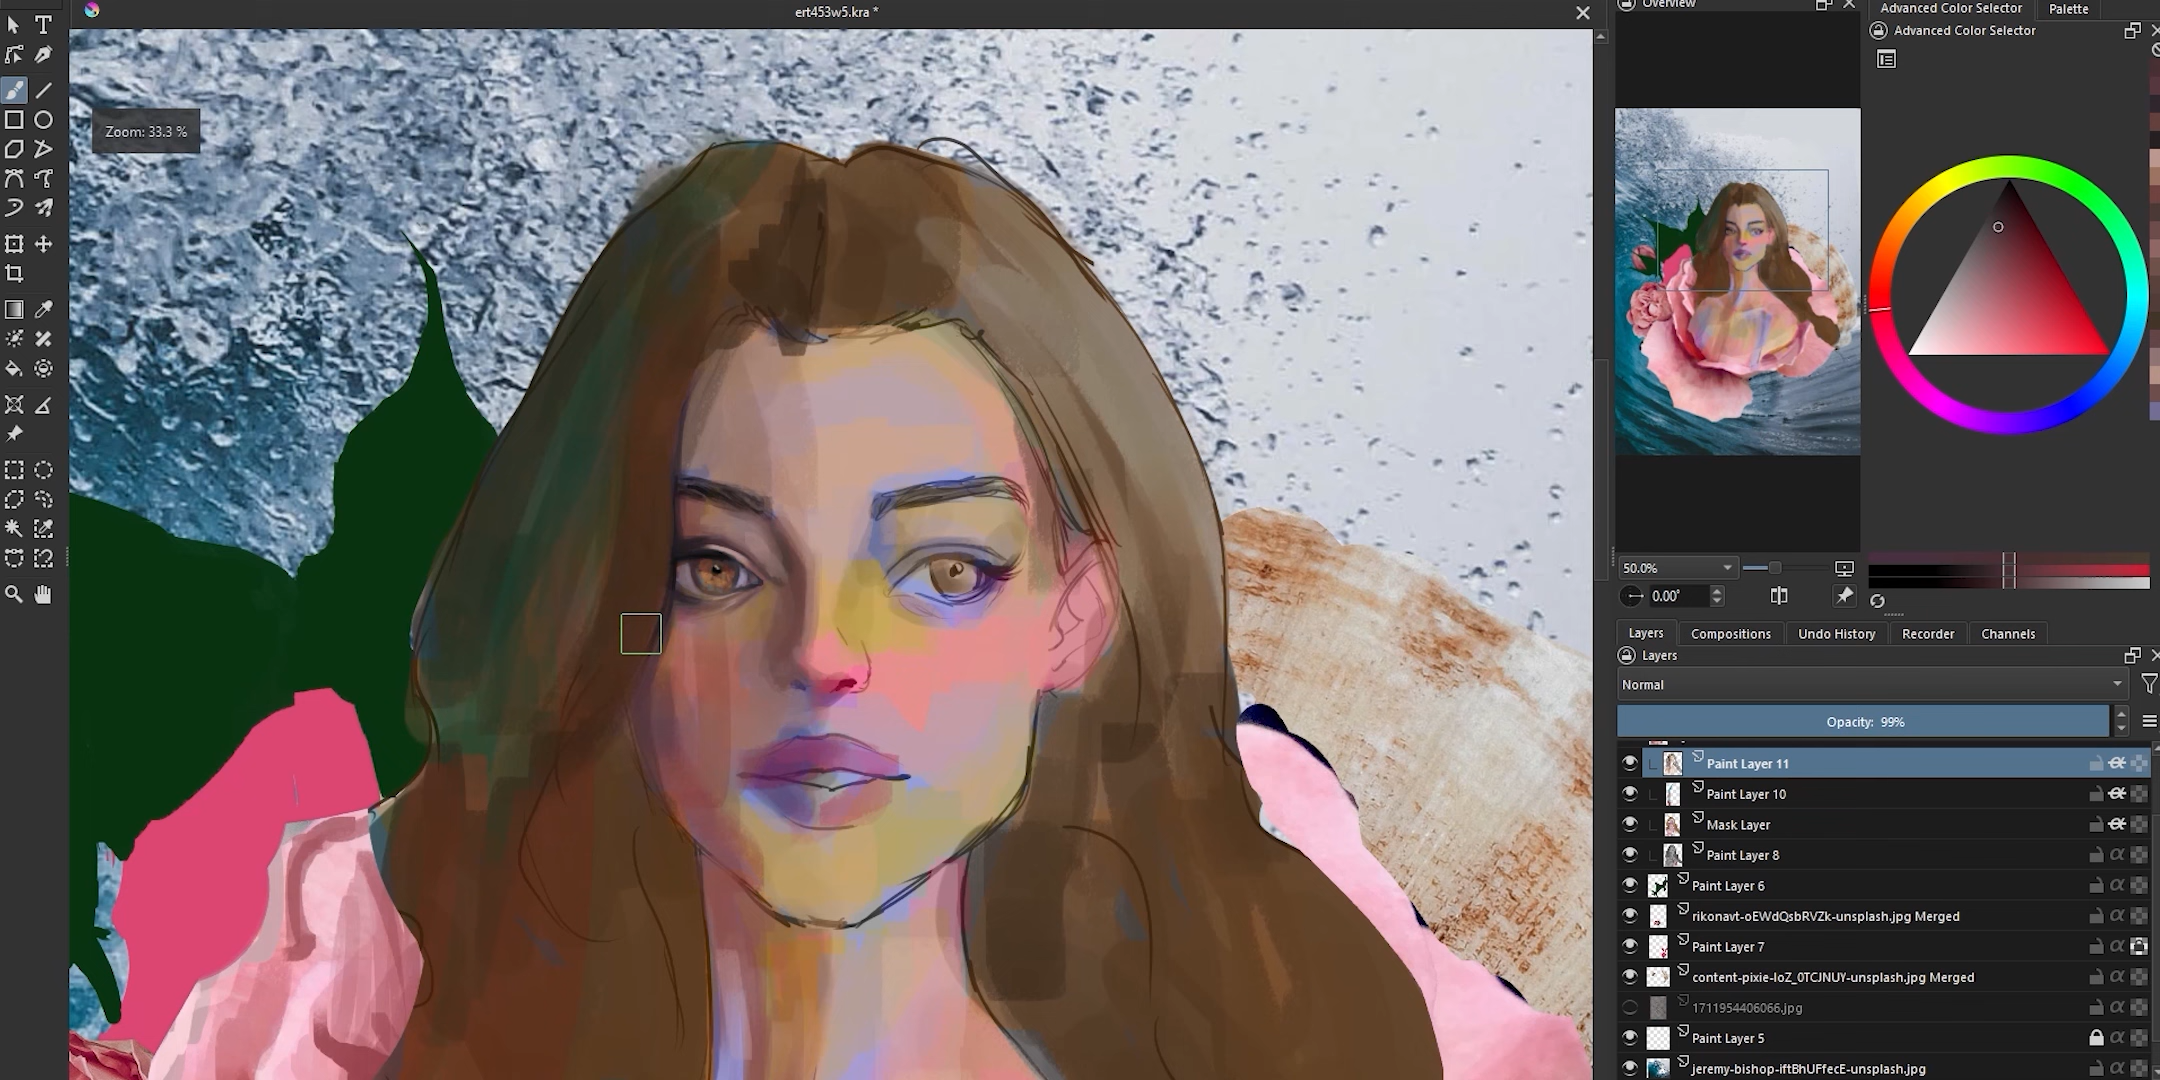 ert453w5.kra *
Overview
Advanced Color Selector
Palette
Advanced Color Selector
Zoom: 33.3 %
50.0%
0.00°
Layers
Compositions
Undo History
Recorder
Channels
Layers
Normal
Opacity: 99%
Paint Layer 11
Paint Layer 10
Mask Layer
Paint Layer 8
Paint Layer 6
rikonavt-oEWdQsbRVZk-unsplash.jpg Merged
Paint Layer 7
content-pixie-IoZ_0TCJNUY-unsplash.jpg Merged
1711954406066.jpg
Paint Layer 5
jeremy-bishop-iftBhUFfecE-unsplash.jpg